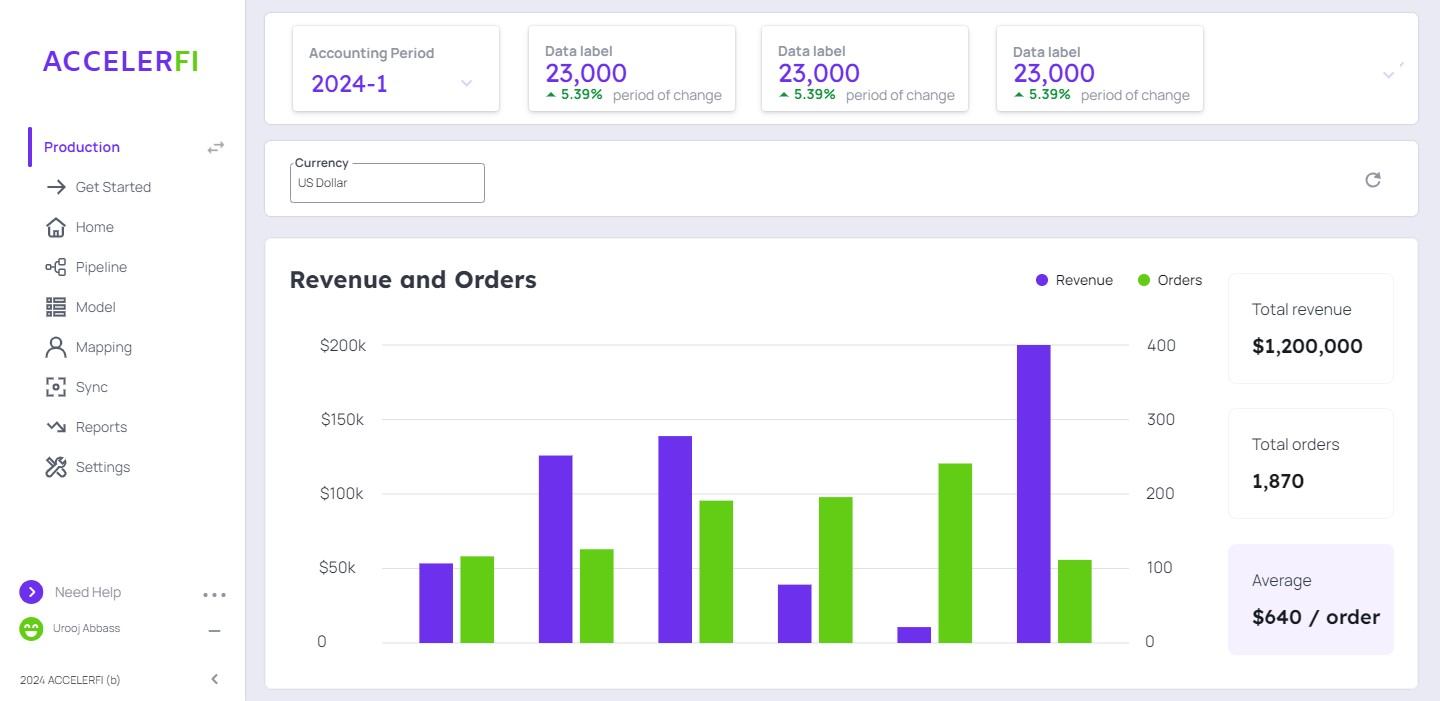 ACCELERFI
Production
Get Started
Home
Pipeline
Model
Mapping
Sync
Reports
Settings
Need Help
Urooj Abbass
2024 ACCELERFI (b)
Accounting Period
2024-1
Data label
23,000
5.39% period of change
Data label
23,000
5.39% period of change
Data label
23,000
5.39% period of change
Currency
US Dollar
Revenue and Orders
Revenue
Orders
$200k
$150k
$100k
$50k
0
400
300
200
100
0
Total revenue
$1,200,000
Total orders
1,870
Average
$640 / order